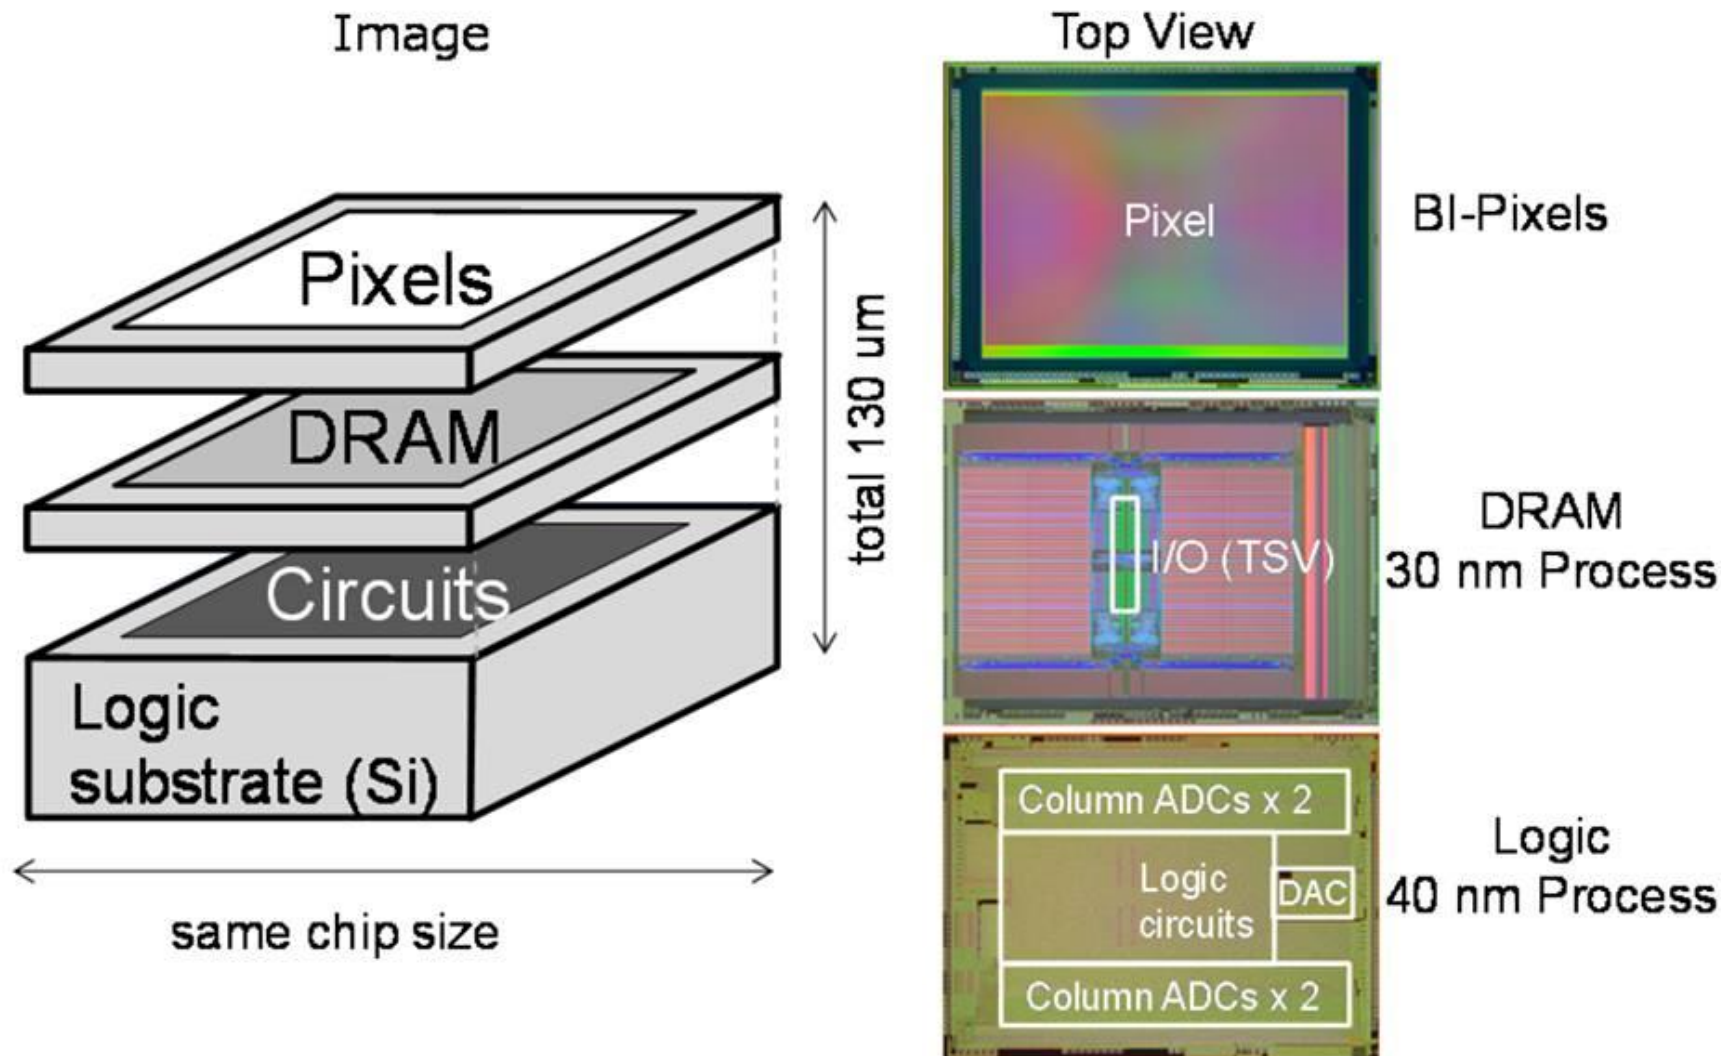 Image
Pixels
DRAM
Circuits
Logic
substrate (Si)
total 130 um
same chip size
Top View
Pixel
BI-Pixels
I/O (TSV)
DRAM
30 nm Process
Column ADCs x 2
Logic
circuits
DAC
Column ADCs x 2
Logic
40 nm Process